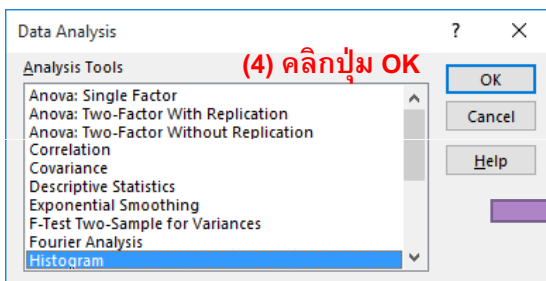 Data Analysis ? ×
Analysis Tools
(4) คลิกปุ่ม OK
Anova: Single Factor
Anova: Two-Factor With Replication
Anova: Two-Factor Without Replication
Correlation
Covariance
Descriptive Statistics
Exponential Smoothing
F-Test Two-Sample for Variances
Fourier Analysis
Histogram
OK
Cancel
Help